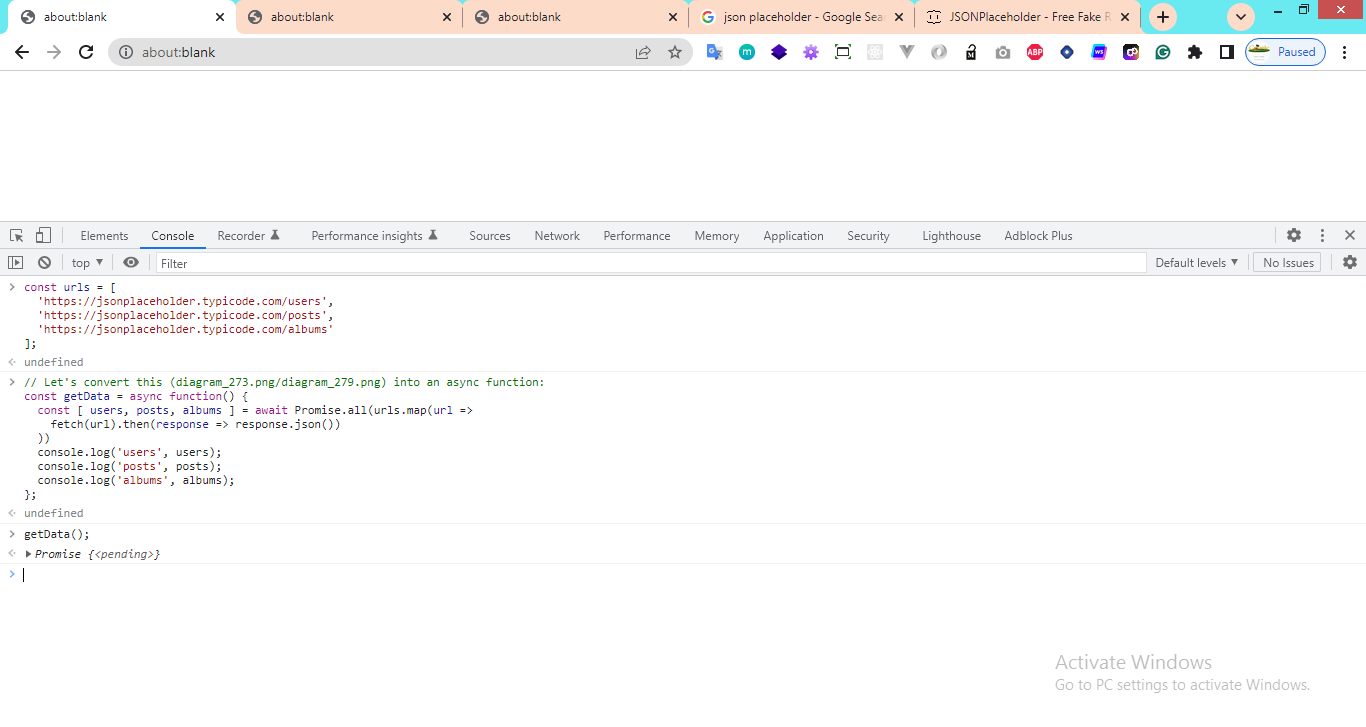 about:blank
about:blank
about:blank
json placeholder - Google Sea
JSONPlaceholder - Free Fake R
about:blank
ABP
Paused
Elements Console Recorder Performance insights Sources Network Performance Memory Application Security Lighthouse Adblock Plus
top Filter Default levels No Issues
const urls = [
'https://jsonplaceholder.typicode.com/users',
'https://jsonplaceholder.typicode.com/posts',
'https://jsonplaceholder.typicode.com/albums'
];
undefined
// Let's convert this (diagram_273.png/diagram_279.png) into an async function:
const getData = async function() {
const [ users, posts, albums ] = await Promise.all(urls.map(url =>
fetch(url).then(response => response.json())
))
console.log('users', users);
console.log('posts', posts);
console.log('albums', albums);
};
undefined
getData();
Promise {<pending>}
Activate Windows
Go to PC settings to activate Windows.